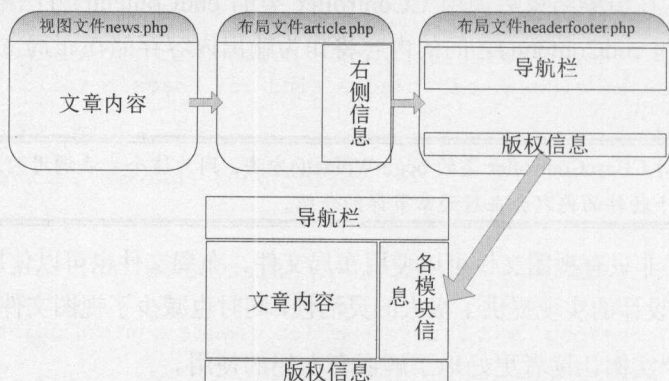 视图文件news.php
布局文件article.php
布局文件headerfooter.php
文章内容
右侧信息
导航栏
版权信息
导航栏
文章内容
各模块信
息
版权信息